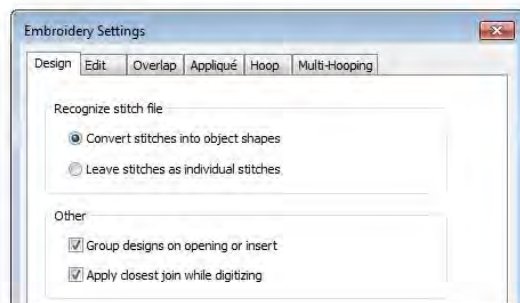 Embroidery Settings
Design Edit Overlap Appliqué Hoop Multi-Hooping
Recognize stitch file
Convert stitches into object shapes
Leave stitches as individual stitches
Other
Group designs on opening or insert
Apply closest join while digitizing